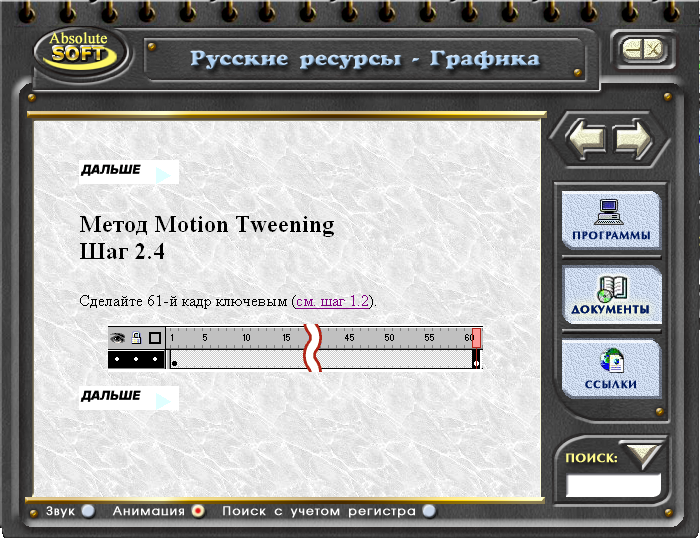 Absolute
SOFT
Русские ресурсы - Графика
ДАЛЬШЕ
Метод Motion Tweening
Шаг 2.4
Сделайте 61-й кадр ключевым (см. шаг 1.2).
1 5 10 15 45 50 55 60
ДАЛЬШЕ
ПРОГРАММЫ
ДОКУМЕНТЫ
ССЫЛКИ
ПОИСК:
Звук Анимация Поиск с учетом регистра